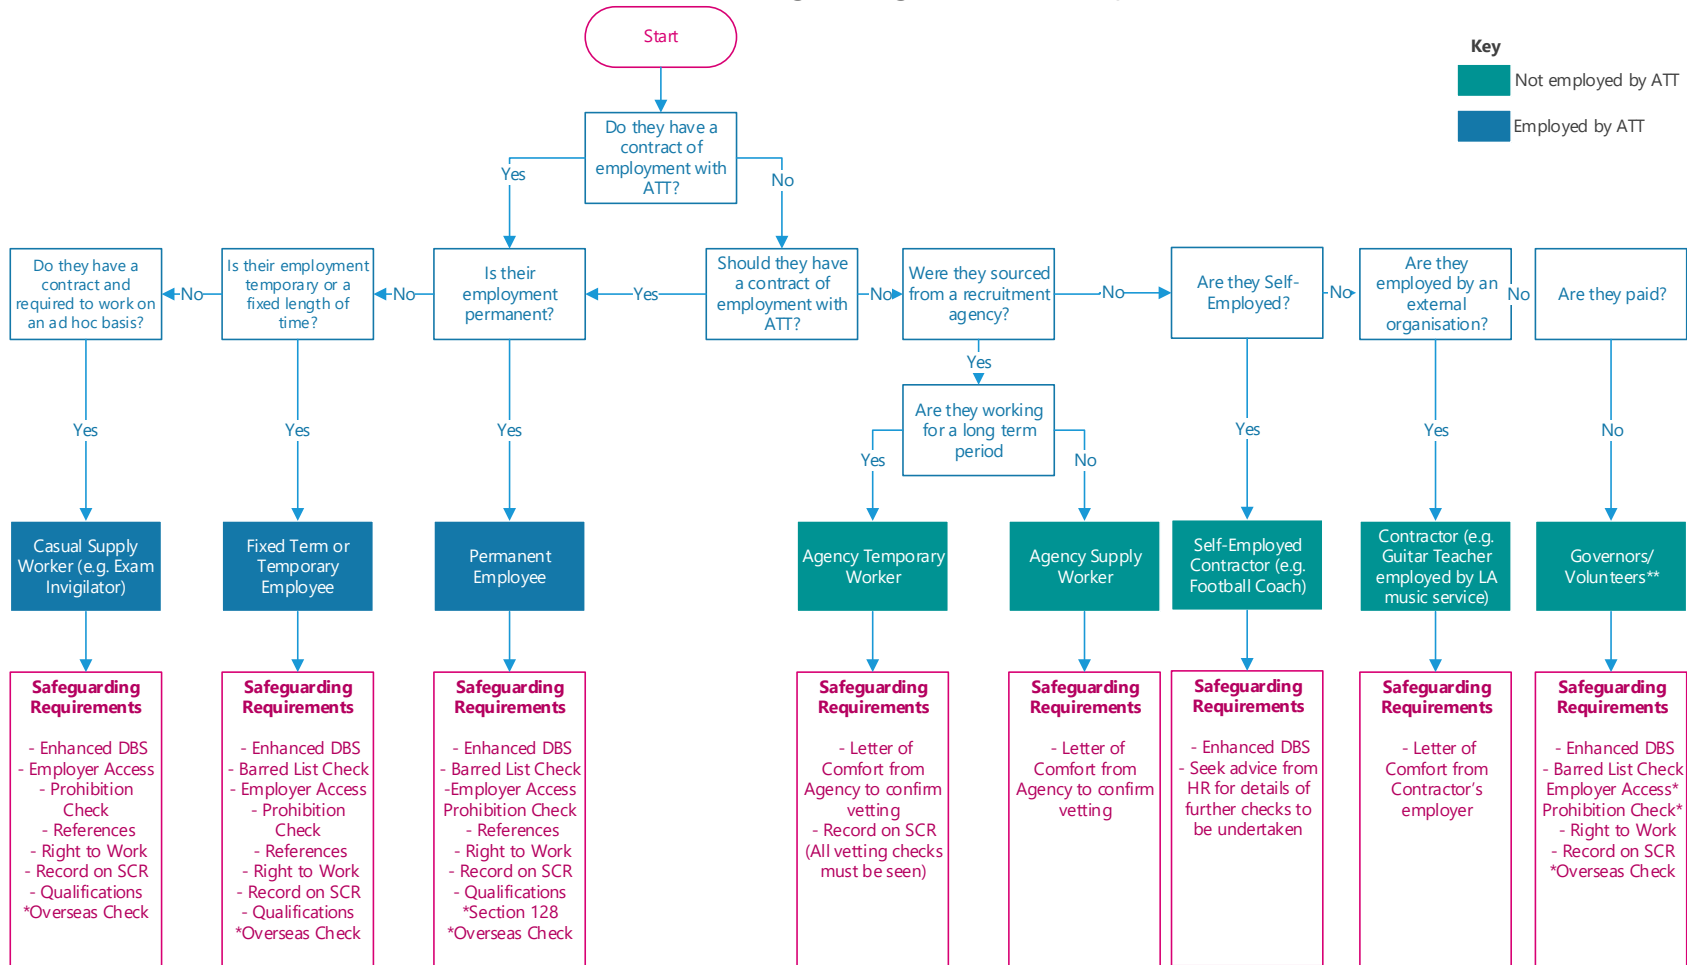 Start
Key
Not employed by ATT
Employed by ATT
Do they have a
contract of
employment with
ATT?
Yes
No
Do they have a
contract and
required to work on
an ad hoc basis?
No
Is their employment
temporary or a
fixed length of
time?
No
Is their
employment
permanent?
Yes
Should they have
a contract of
employment with
ATT?
No
Were they sourced
from a recruitment
agency?
No
Are they Self-
Employed?
No
Are they
employed by an
external
organisation?
No
Are they paid?
Yes
Are they working
for a long term
period
Yes
No
Yes
Yes
Yes
Yes
Yes
No
Casual Supply
Worker (e.g. Exam
Invigilator)
Fixed Term or
Temporary
Employee
Permanent
Employee
Agency Temporary
Worker
Agency Supply
Worker
Self-Employed
Contractor (e.g.
Football Coach)
Contractor (e.g.
Guitar Teacher
employed by LA
music service)
Governors/
Volunteers**
Safeguarding
Requirements
- Enhanced DBS
- Employer Access
- Prohibition
Check
- References
- Right to Work
- Record on SCR
- Qualifications
*Overseas Check
Safeguarding
Requirements
- Enhanced DBS
- Barred List Check
- Employer Access
- Prohibition
Check
- References
- Right to Work
- Record on SCR
- Qualifications
*Overseas Check
Safeguarding
Requirements
- Enhanced DBS
- Barred List Check
-Employer Access
Prohibition Check
- References
- Right to Work
- Record on SCR
- Qualifications
*Section 128
*Overseas Check
Safeguarding
Requirements
- Letter of
Comfort from
Agency to confirm
vetting
- Record on SCR
(All vetting checks
must be seen)
Safeguarding
Requirements
- Letter of
Comfort from
Agency to confirm
vetting
Safeguarding
Requirements
- Enhanced DBS
- Seek advice from
HR for details of
further checks to
be undertaken
Safeguarding
Requirements
- Letter of
Comfort from
Contractor's
employer
Safeguarding
Requirements
- Enhanced DBS
- Barred List Check
Employer Access*
Prohibition Check*
- Right to Work
- Record on SCR
*Overseas Check